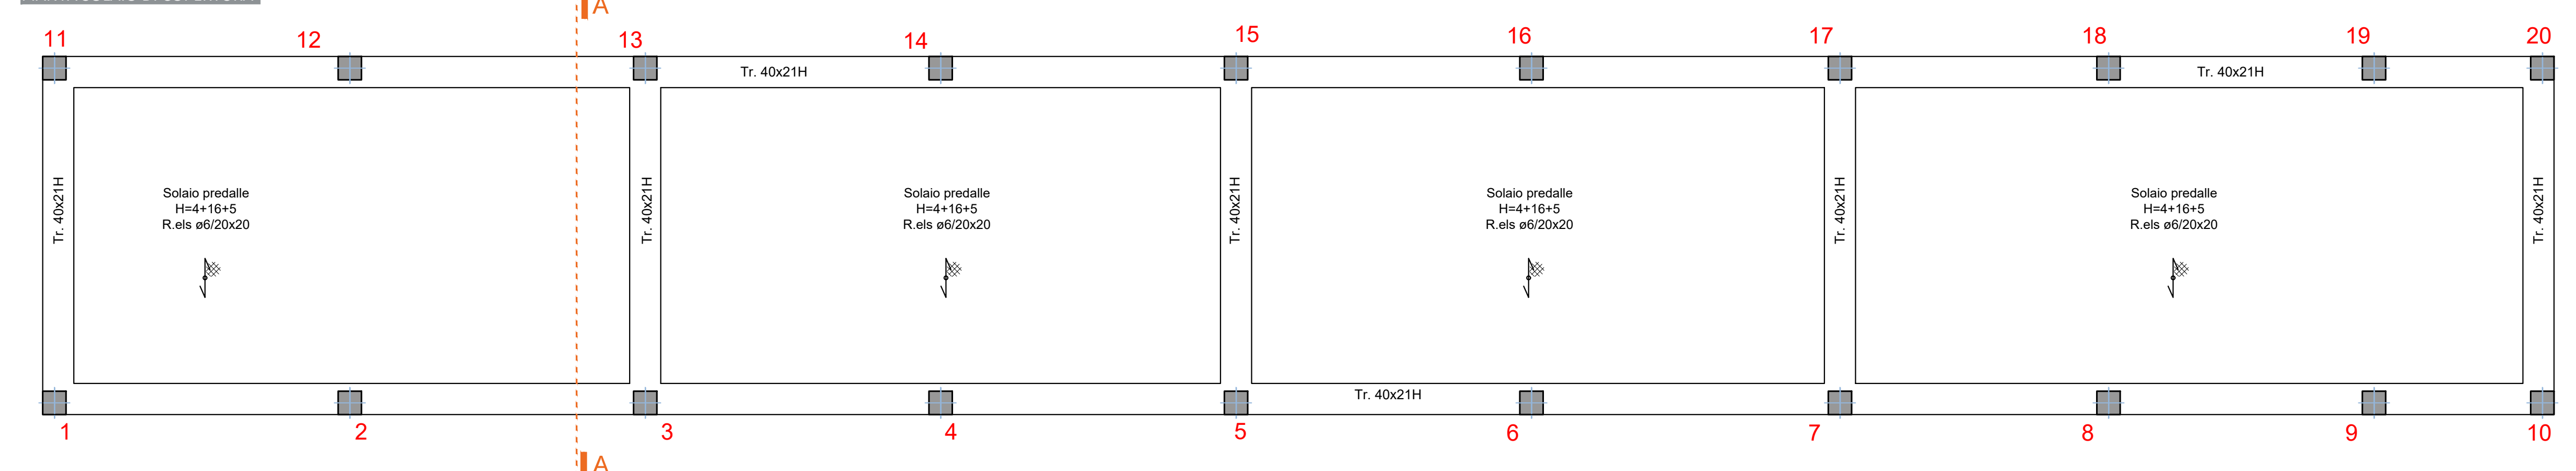 A
11 12 13 14 15 16 17 18 19 20
Tr. 40x21H
Tr. 40x21H
Tr. 40x21H
Tr. 40x21H
Tr. 40x21H
Tr. 40x21H
Tr. 40x21H
Solaio predalle
H=4+16+5
R.els ø6/20x20
Solaio predalle
H=4+16+5
R.els ø6/20x20
Solaio predalle
H=4+16+5
R.els ø6/20x20
Solaio predalle
H=4+16+5
R.els ø6/20x20
Tr. 40x21H
1 2 3 4 5 6 7 8 9 10
A